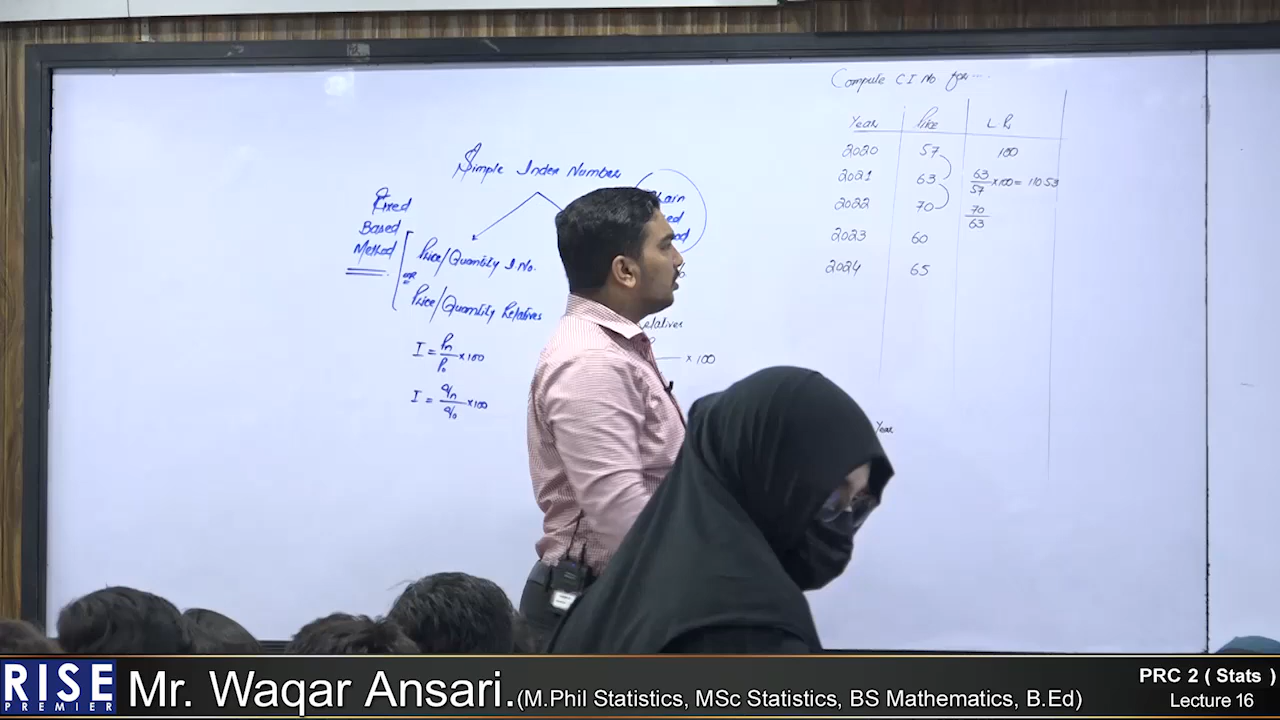 Simple Index Number
Fixed
Based
Method
Price/Quantity I No.
or
Price/Quantity Relatives
I = Pn/Po × 100
I = qn/qo × 100
elatives
× 100
Year
Compute C I No for ....
Year Price L R
2020 57 100
2021 63 63/57 × 100 = 110.53
2022 70 70/63
2023 60
2024 65
RISE
PREMIER
Mr. Waqar Ansari.(M.Phil Statistics, MSc Statistics, BS Mathematics, B.Ed)
PRC 2 ( Stats )
Lecture 16